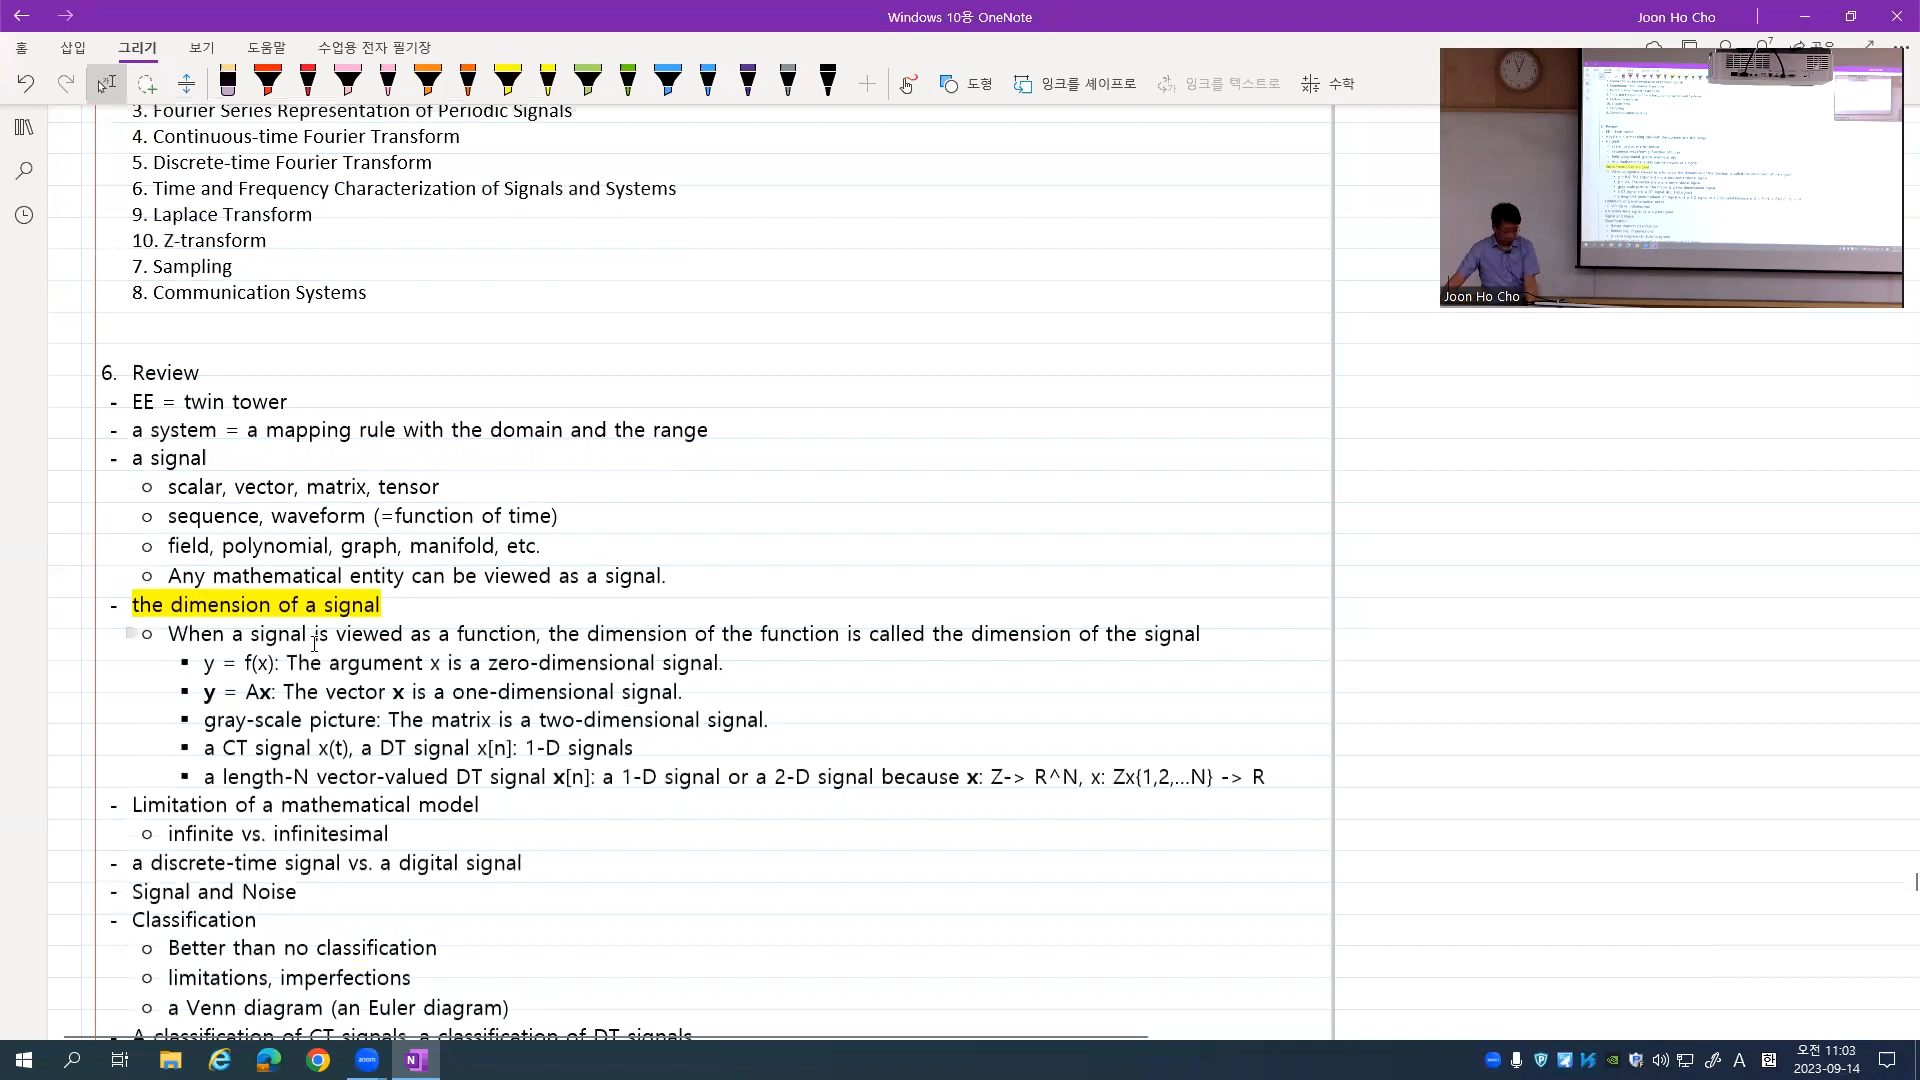 Windows 10용 OneNote
Joon Ho Cho
홈 삽입 그리기 보기 도움말 수업용 전자 필기장
7 공유
도형 잉크를 셰이프로 잉크를 텍스트로 수학
3. Fourier Series Representation of Periodic Signals
4. Continuous-time Fourier Transform
5. Discrete-time Fourier Transform
6. Time and Frequency Characterization of Signals and Systems
9. Laplace Transform
10. Z-transform
7. Sampling
8. Communication Systems
Joon Ho Cho
6. Review
- EE = twin tower
- a system = a mapping rule with the domain and the range
- a signal
o scalar, vector, matrix, tensor
o sequence, waveform (=function of time)
o field, polynomial, graph, manifold, etc.
o Any mathematical entity can be viewed as a signal.
- the dimension of a signal
o When a signal is viewed as a function, the dimension of the function is called the dimension of the signal
▪ y = f(x): The argument x is a zero-dimensional signal.
▪ y = Ax: The vector x is a one-dimensional signal.
▪ gray-scale picture: The matrix is a two-dimensional signal.
▪ a CT signal x(t), a DT signal x[n]: 1-D signals
▪ a length-N vector-valued DT signal x[n]: a 1-D signal or a 2-D signal because x: Z-> R^N, x: Zx{1,2,...N} -> R
- Limitation of a mathematical model
o infinite vs. infinitesimal
- a discrete-time signal vs. a digital signal
- Signal and Noise
- Classification
o Better than no classification
o limitations, imperfections
o a Venn diagram (an Euler diagram)
- A classification of CT signals, a classification of DT signals
zoom
A 한
오전 11:03
2023-09-14